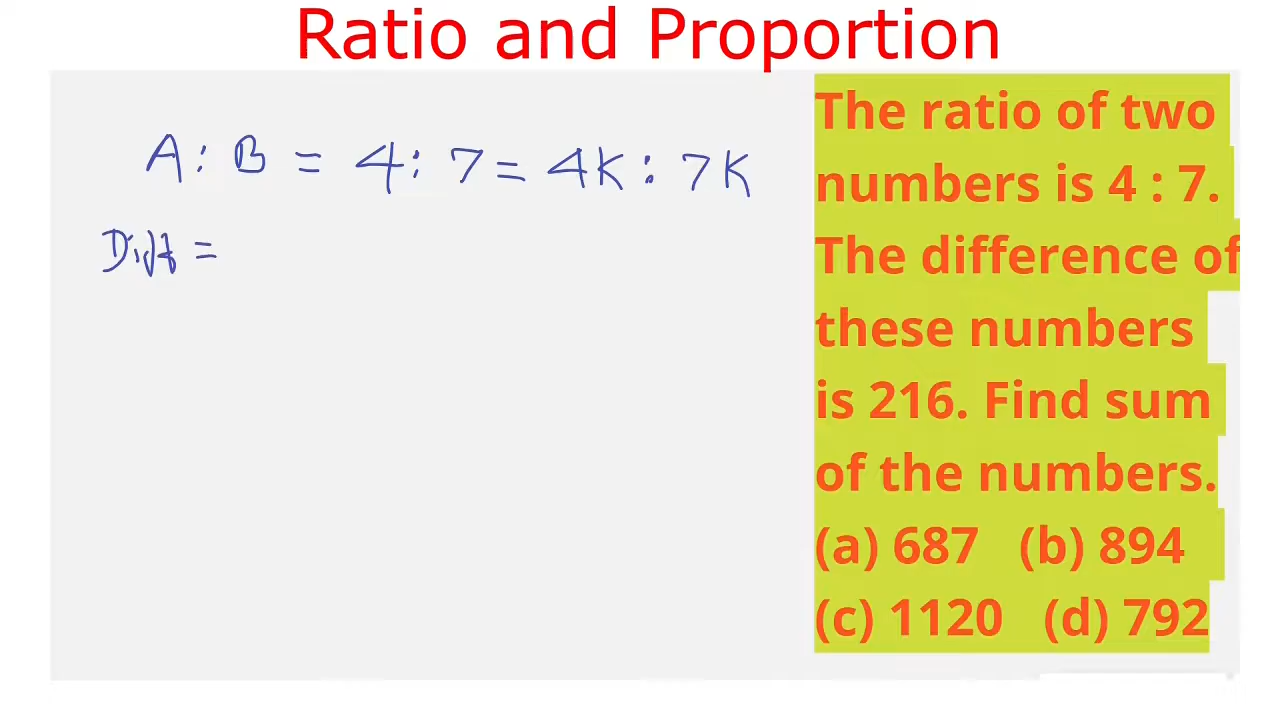 Ratio and Proportion
A : B = 4 : 7 = 4K : 7K
Diff =
The ratio of two
numbers is 4 : 7.
The difference of
these numbers
is 216. Find sum
of the numbers.
(a) 687 (b) 894
(c) 1120 (d) 792